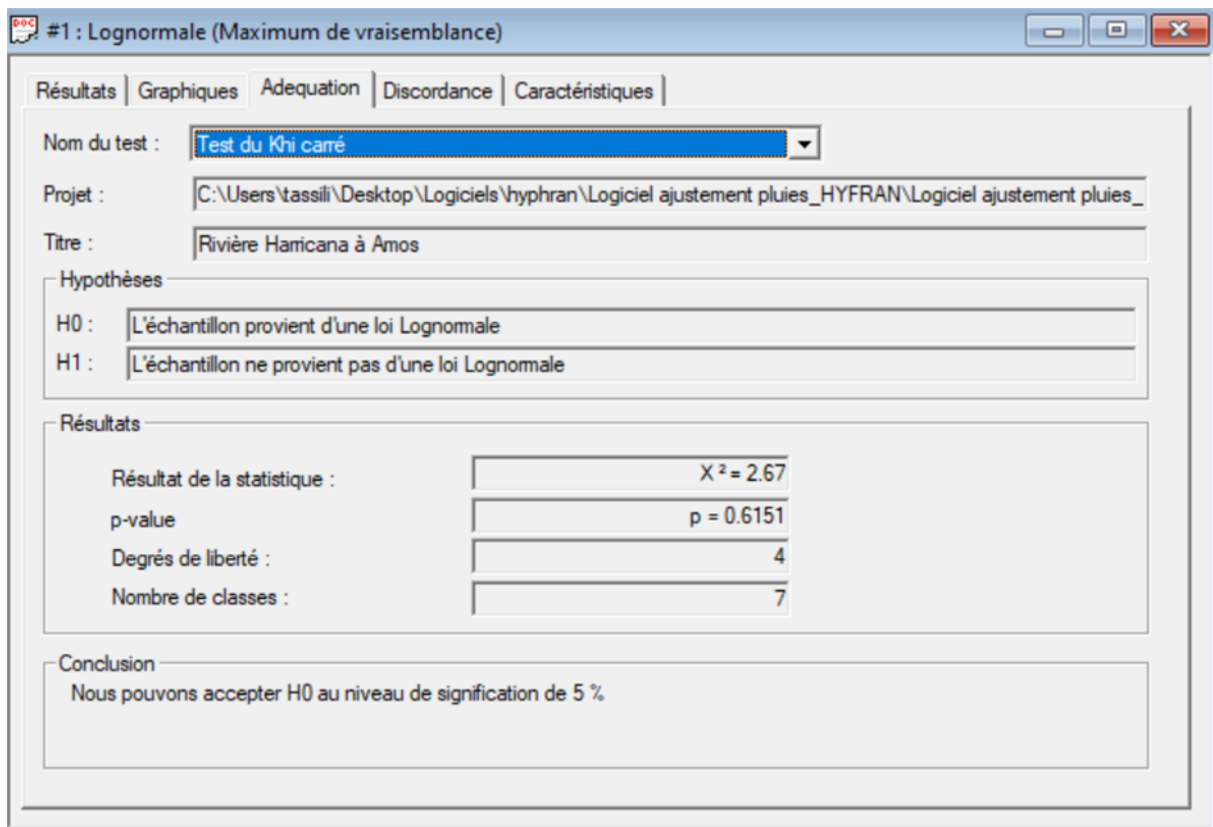 #1 : Lognormale (Maximum de vraisemblance)
Résultats Graphiques Adequation Discordance Caractéristiques
Nom du test : Test du Khi carré
Projet : C:\Users\tassili\Desktop\Logiciels\hyphran\Logiciel ajustement pluies_HYFRAN\Logiciel ajustement pluies_
Titre : Rivière Harricana à Amos
Hypothèses
H0 : L'échantillon provient d'une loi Lognormale
H1 : L'échantillon ne provient pas d'une loi Lognormale
Résultats
Résultat de la statistique : X ² = 2.67
p-value p = 0.6151
Degrés de liberté : 4
Nombre de classes : 7
Conclusion
Nous pouvons accepter H0 au niveau de signification de 5 %